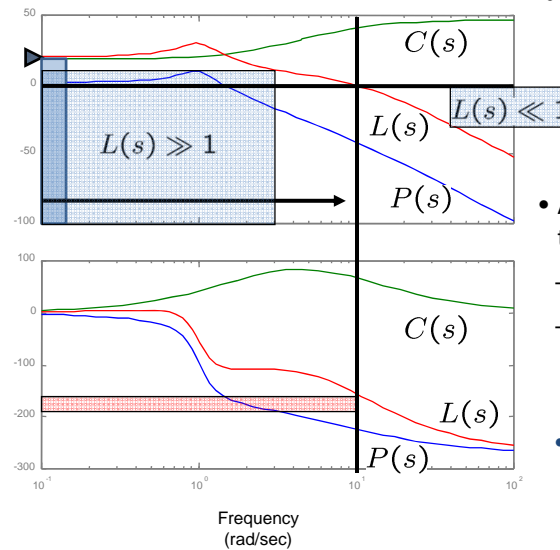 50
0
-50
-100
C(s)
L(s) ≫ 1
L(s)
L(s) ≪ 1
P(s)
100
0
-100
-200
-300
C(s)
L(s)
P(s)
10^-1
10^0
10^1
10^2
Frequency
(rad/sec)